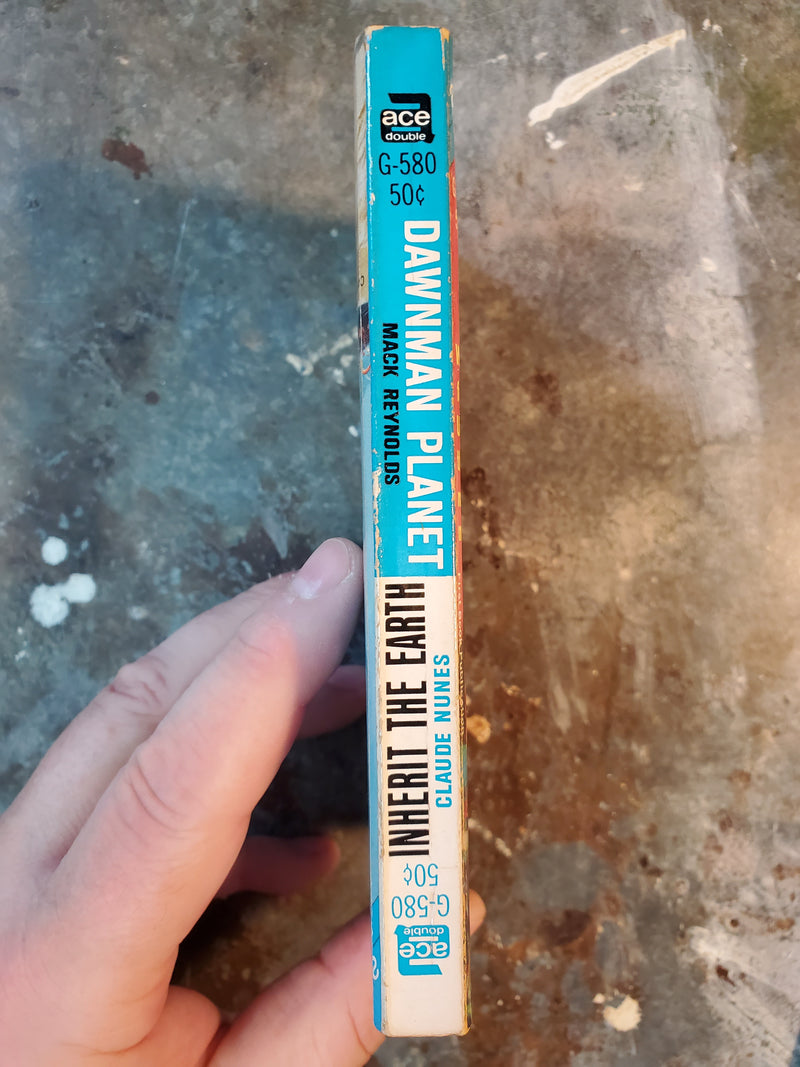 ace
double
G-580
50¢
DAWNMAN PLANET
MACK REYNOLDS
INHERIT THE EARTH
CLAUDE NUNES
50¢
G-580
ace
double